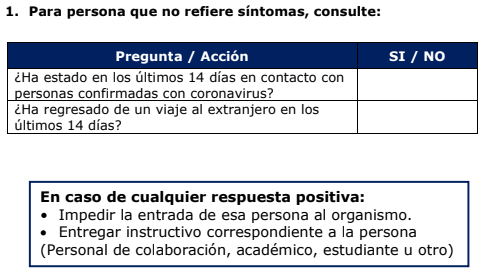 1. Para persona que no refiere síntomas, consulte:
Pregunta / Acción SI / NO
¿Ha estado en los últimos 14 días en contacto con
personas confirmadas con coronavirus?
¿Ha regresado de un viaje al extranjero en los
últimos 14 días?
En caso de cualquier respuesta positiva:
• Impedir la entrada de esa persona al organismo.
• Entregar instructivo correspondiente a la persona
(Personal de colaboración, académico, estudiante u otro)